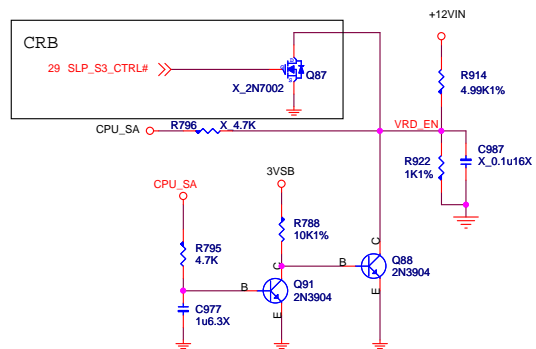 +12VIN
CRB
29 SLP_S3_CTRL#
Q87
X_2N7002
R914
4.99K1%
CPU_SA
R796
X_4.7K
VRD_EN
R922
1K1%
C987
X_0.1u16X
CPU_SA
3VSB
R788
10K1%
R795
4.7K
C
C
B
Q88
2N3904
B
Q91
2N3904
E
C977
1u6.3X
E